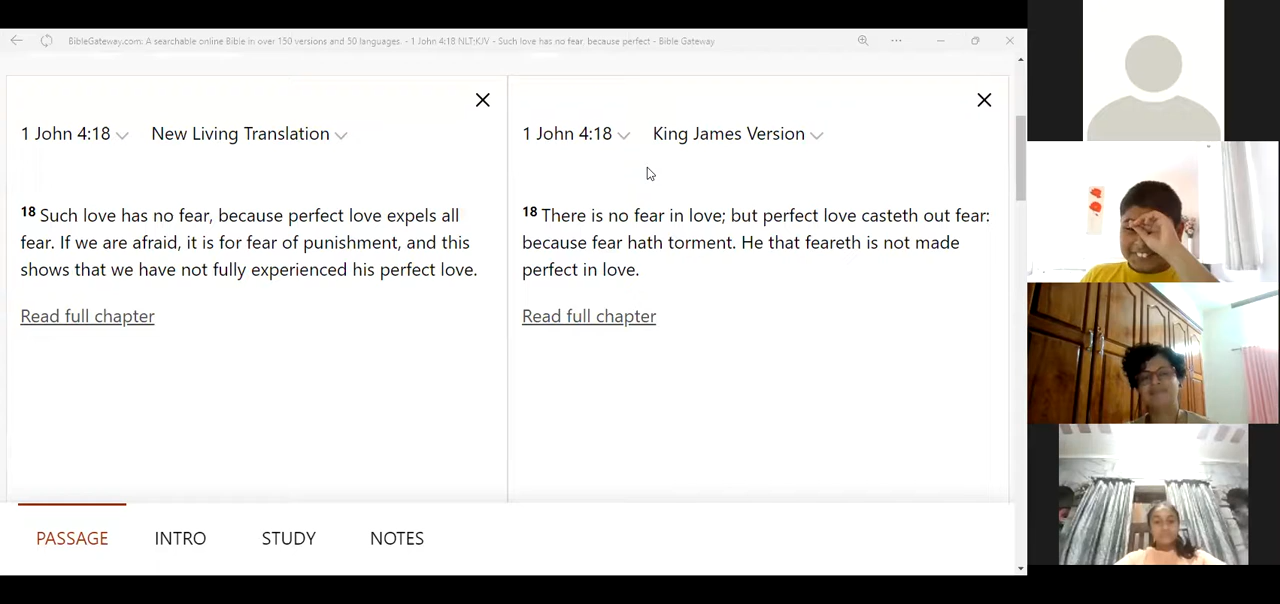 BibleGateway.com: A searchable online Bible in over 150 versions and 50 languages. - 1 John 4:18 NLT;KJV - Such love has no fear, because perfect - Bible Gateway
1 John 4:18 New Living Translation
18 Such love has no fear, because perfect love expels all
fear. If we are afraid, it is for fear of punishment, and this
shows that we have not fully experienced his perfect love.
Read full chapter
1 John 4:18 King James Version
18 There is no fear in love; but perfect love casteth out fear:
because fear hath torment. He that feareth is not made
perfect in love.
Read full chapter
PASSAGE INTRO STUDY NOTES